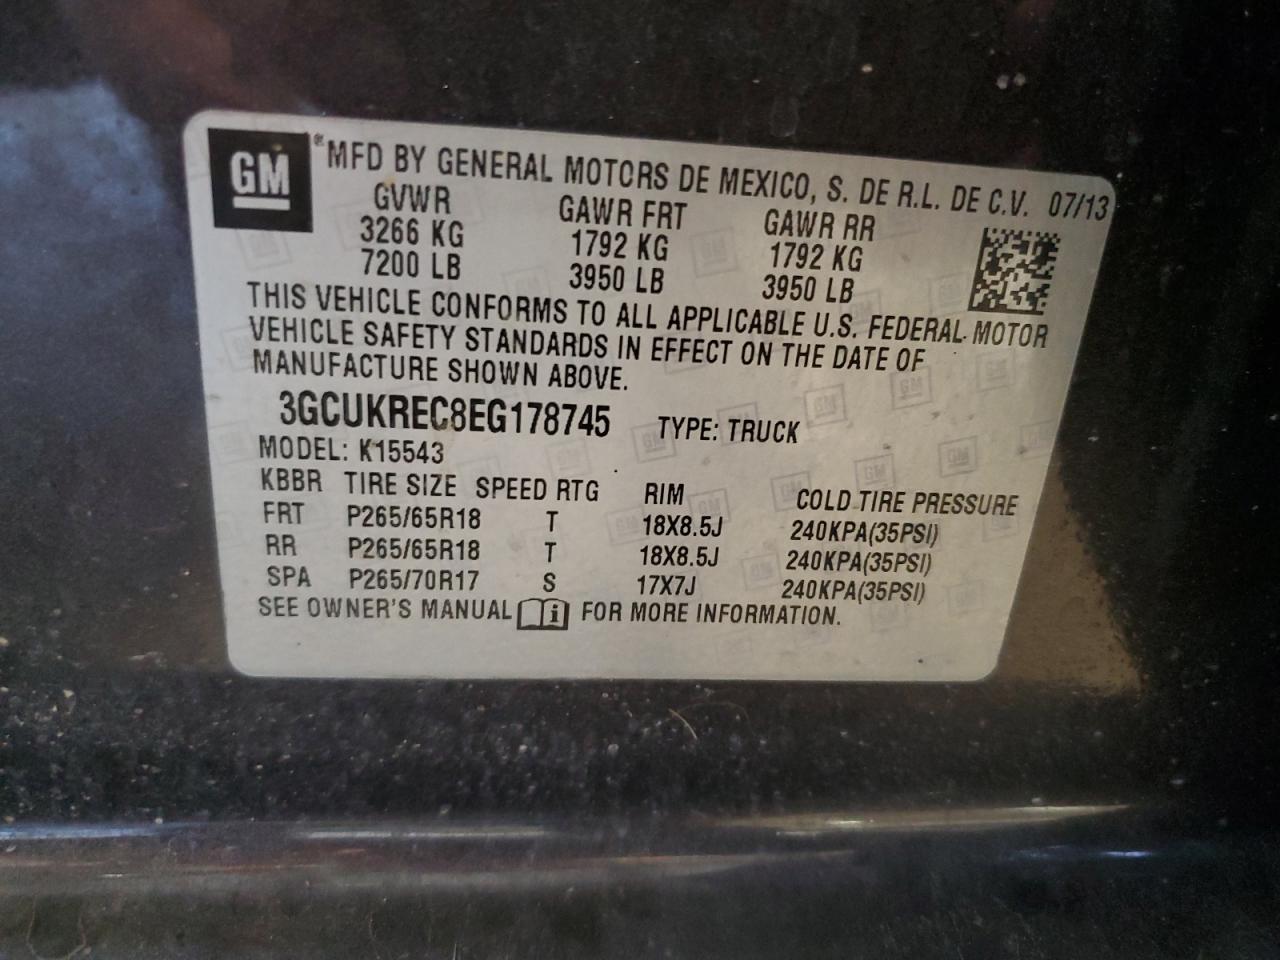 GM ® MFD BY GENERAL MOTORS DE MEXICO, S. DE R.L. DE C.V. 07/13
GVWR GAWR FRT GAWR RR
3266 KG 1792 KG 1792 KG
7200 LB 3950 LB 3950 LB
THIS VEHICLE CONFORMS TO ALL APPLICABLE U.S. FEDERAL MOTOR
VEHICLE SAFETY STANDARDS IN EFFECT ON THE DATE OF
MANUFACTURE SHOWN ABOVE.
3GCUKREC8EG178745 TYPE: TRUCK
MODEL: K15543
KBBR TIRE SIZE SPEED RTG RIM COLD TIRE PRESSURE
FRT P265/65R18 T 18X8.5J 240KPA(35PSI)
RR P265/65R18 T 18X8.5J 240KPA(35PSI)
SPA P265/70R17 S 17X7J 240KPA(35PSI)
SEE OWNER'S MANUAL i FOR MORE INFORMATION.